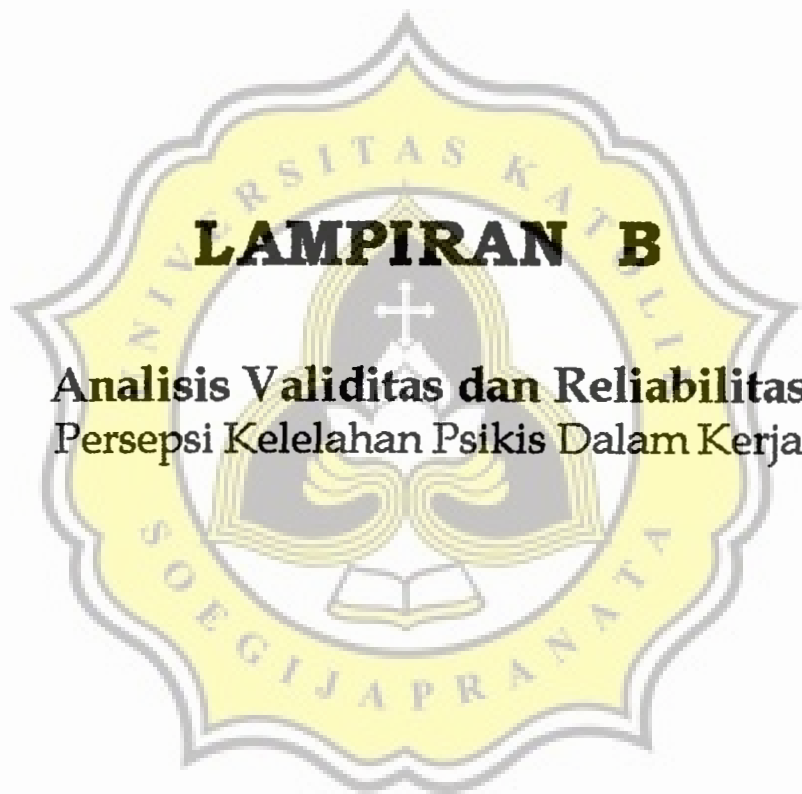 UNIVERSITAS KATOLIK
LAMPIRAN B
Analisis Validitas dan Reliabilitas
Persepsi Kelelahan Psikis Dalam Kerja
SOEGIJAPRANATA